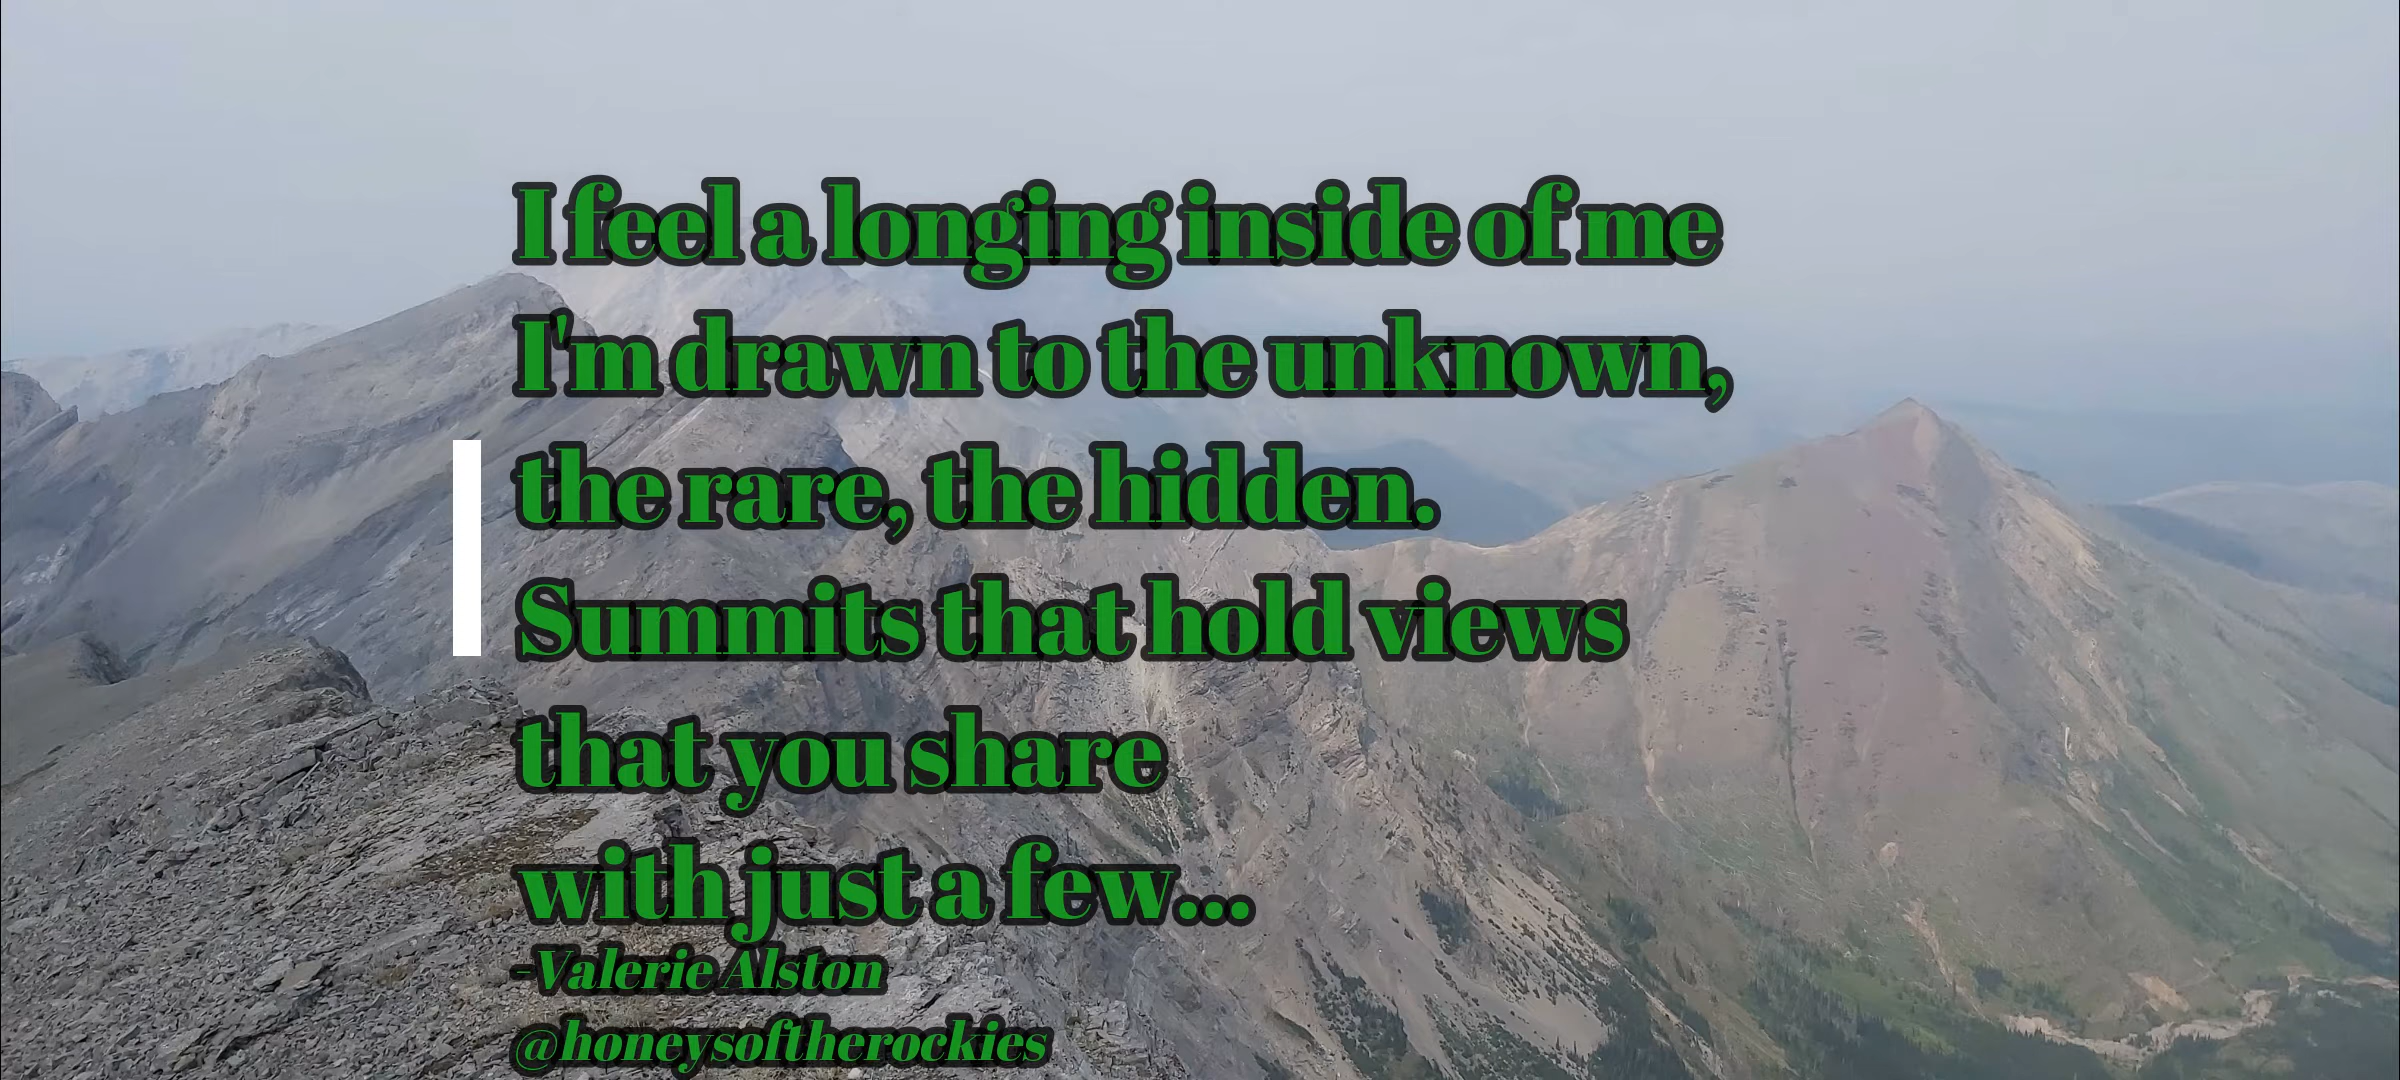 I feel a longing inside of me
I'm drawn to the unknown,
the rare, the hidden.
Summits that hold views
that you share
with just a few...
-Valerie Alston
@honeysoftherockies